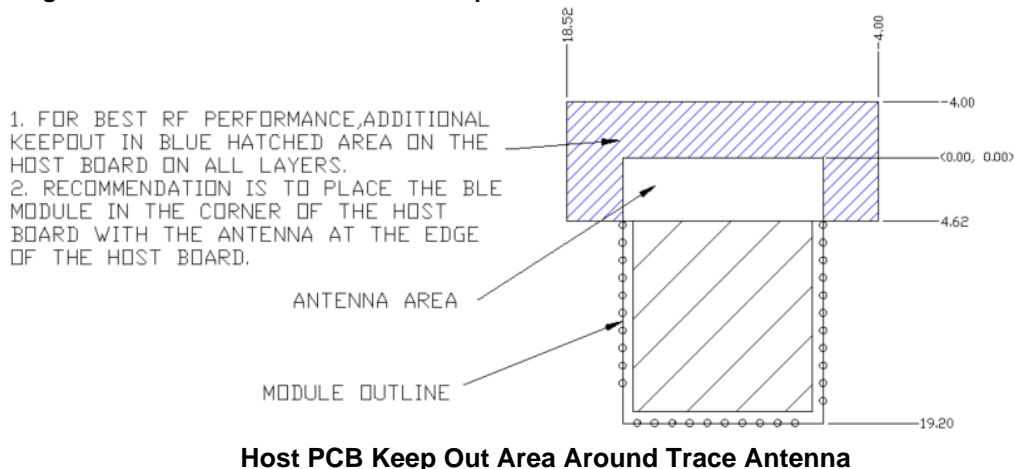 18.52
-4.00
-4.00
1. FOR BEST RF PERFORMANCE,ADDITIONAL
KEEPOUT IN BLUE HATCHED AREA ON THE
HOST BOARD ON ALL LAYERS.
(0.00, 0.00)
2. RECOMMENDATION IS TO PLACE THE BLE
MODULE IN THE CORNER OF THE HOST
BOARD WITH THE ANTENNA AT THE EDGE
OF THE HOST BOARD.
4.62
ANTENNA AREA
MODULE OUTLINE
19.20
Host PCB Keep Out Area Around Trace Antenna